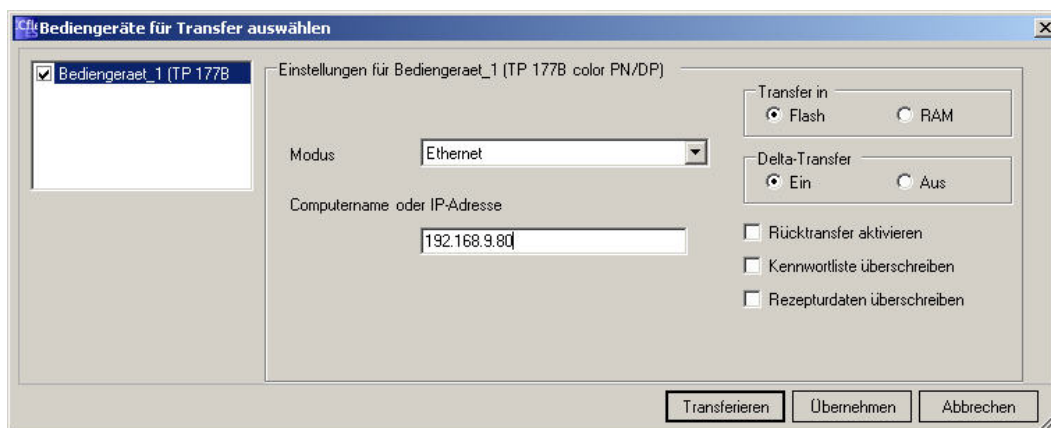 Bediengeräte für Transfer auswählen
Bediengeraet_1 (TP 177B
Einstellungen für Bediengeraet_1 (TP 177B color PN/DP)
Transfer in
Flash RAM
Modus Ethernet
Delta-Transfer
Ein Aus
Computername oder IP-Adresse
192.168.9.80
Rücktransfer aktivieren
Kennwortliste überschreiben
Rezepturdaten überschreiben
Transferieren Übernehmen Abbrechen